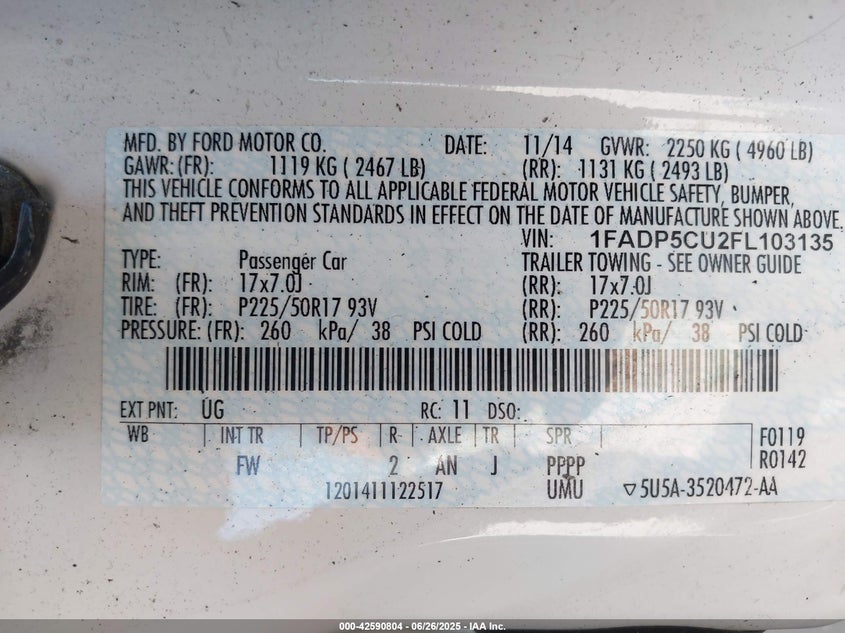 MFD. BY FORD MOTOR CO. DATE: 11/14 GVWR: 2250 KG ( 4960 LB)
GAWR: (FR): 1119 KG ( 2467 LB) (RR): 1131 KG ( 2493 LB)
THIS VEHICLE CONFORMS TO ALL APPLICABLE FEDERAL MOTOR VEHICLE SAFETY, BUMPER,
AND THEFT PREVENTION STANDARDS IN EFFECT ON THE DATE OF MANUFACTURE SHOWN ABOVE.
VIN: 1FADP5CU2FL103135
TYPE: Passenger Car TRAILER TOWING - SEE OWNER GUIDE
RIM: (FR): 17x7.0J (RR): 17x7.0J
TIRE: (FR): P225/50R17 93V (RR): P225/50R17 93V
PRESSURE: (FR): 260 kPa/ 38 PSI COLD (RR): 260 kPa/ 38 PSI COLD
EXT PNT: UG RC: 11 DSO:
WB INT TR TP/PS R AXLE TR SPR F0119
FW 2 AN J PPPP R0142
1201411122517 UMU ▽5U5A-3520472-AA
000-42590804 - 06/26/2025 - IAA Inc.